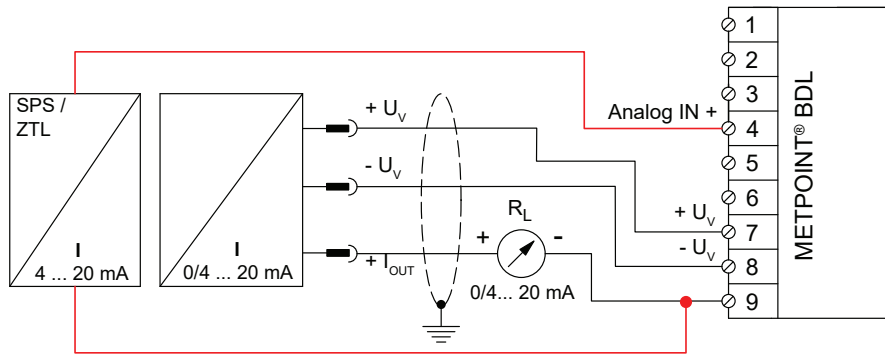 SPS /
ZTL
I
4 ... 20 mA
I
0/4 ... 20 mA
+ UV
- UV
+ IOUT
RL
+
-
0/4... 20 mA
Analog IN +
+ UV
- UV
1
2
3
4
5
6
7
8
9
METPOINT® BDL